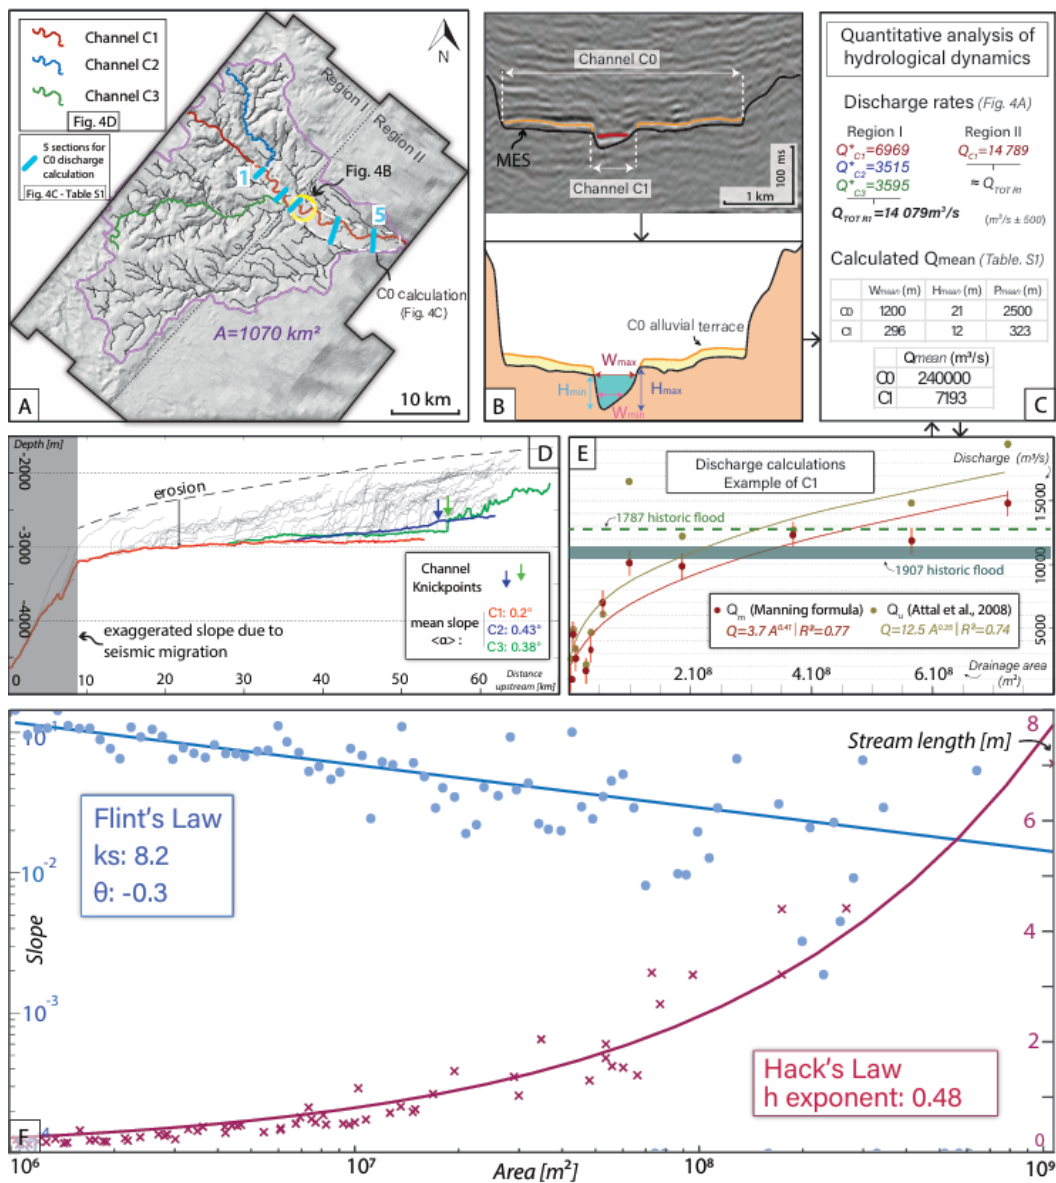 Channel C1
Channel C2
Channel C3
Fig. 4D
5 sections for
C0 discharge
calculation
Fig. 4C - Table S1
N
Region I
Region II
Fig. 4B
1
5
C0 calculation
(Fig. 4C)
A=1070 km²
A
10 km
Channel C0
MES
Channel C1
100 ms
1 km
C0 alluvial terrace
Wmax
Hmin
Hmax
Wmin
B
Quantitative analysis of
hydrological dynamics
Discharge rates (Fig. 4A)
Region I
Region II
Q*C1=6969
QC1=14 789
Q*C2=3515
Q*C3=3595
≈ QTOT R1
QTOT R1=14 079m³/s
(m³/s ± 500)
Calculated Qmean (Table. S1)
Wmean (m) Hmean (m) Pmean (m)
C0 1200 21 2500
C1 296 12 323
Qmean (m³/s)
C0 240000
C1 7193
C
Depth [m]
-2000
-3000
-4000
erosion
D
Channel
Knickpoints
mean slope
<α> :
C1: 0.2°
C2: 0.43°
C3: 0.38°
exaggerated slope due to
seismic migration
0 10 20 30 40 50 60
Distance
upstream [km]
E
Discharge calculations
Example of C1
Discharge (m³/s)
15000
10000
5000
1787 historic flood
1907 historic flood
Qm (Manning formula)
Q=3.7 A^0.41 | R²=0.77
Qu (Attal et al., 2008)
Q=12.5 A^0.35 | R²=0.74
2.10⁸ 4.10⁸ 6.10⁸
Drainage area
(m²)
10⁻¹
10⁻²
10⁻³
Slope
Flint's Law
ks: 8.2
θ: -0.3
Stream length [m]
8
6
4
2
0
Hack's Law
h exponent: 0.48
F
10⁶ 10⁷ 10⁸ 10⁹
Area [m²]